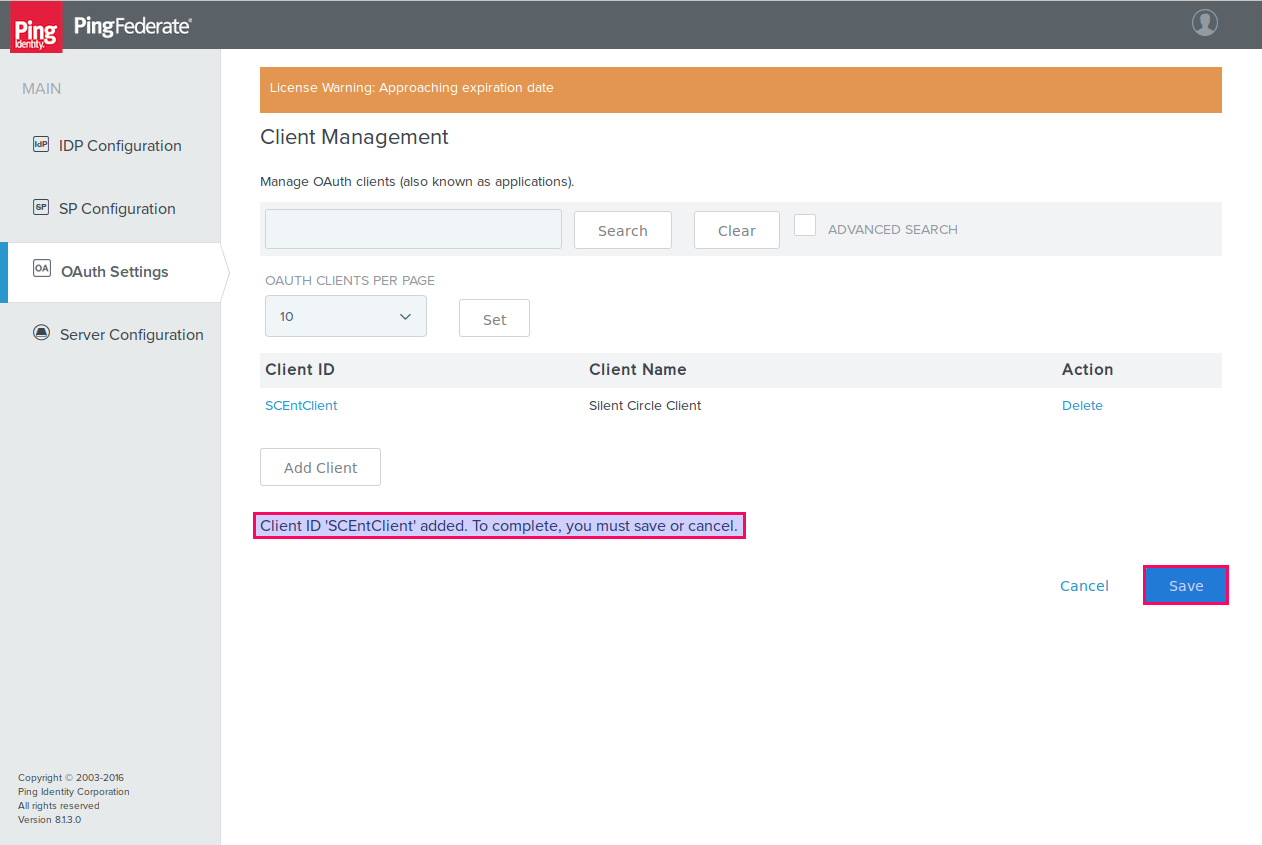 Ping
Identity.
PingFederate®
MAIN
IdP IDP Configuration
SP SP Configuration
OA OAuth Settings
Server Configuration
License Warning: Approaching expiration date
Client Management
Manage OAuth clients (also known as applications).
Search Clear ADVANCED SEARCH
OAUTH CLIENTS PER PAGE
10 Set
Client ID Client Name Action
SCEntClient Silent Circle Client Delete
Add Client
Client ID 'SCEntClient' added. To complete, you must save or cancel.
Cancel Save
Copyright © 2003-2016
Ping Identity Corporation
All rights reserved
Version 8.1.3.0